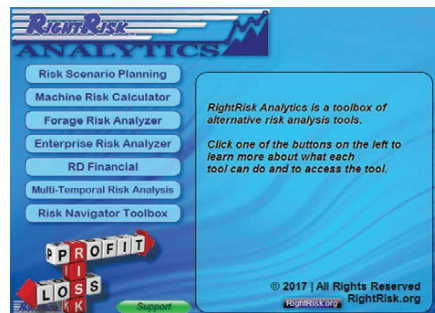 RIGHTRISK
ANALYTICS
Risk Scenario Planning
Machine Risk Calculator
Forage Risk Analyzer
Enterprise Risk Analyzer
RD Financial
Multi-Temporal Risk Analysis
Risk Navigator Toolbox
RightRisk Analytics is a toolbox of
alternative risk analysis tools.
Click one of the buttons on the left to
learn more about what each
tool can do and to access the tool.
PROFIT
RISK
LOSS
Support
© 2017 | All Rights Reserved
RightRisk.org
RightRisk.org